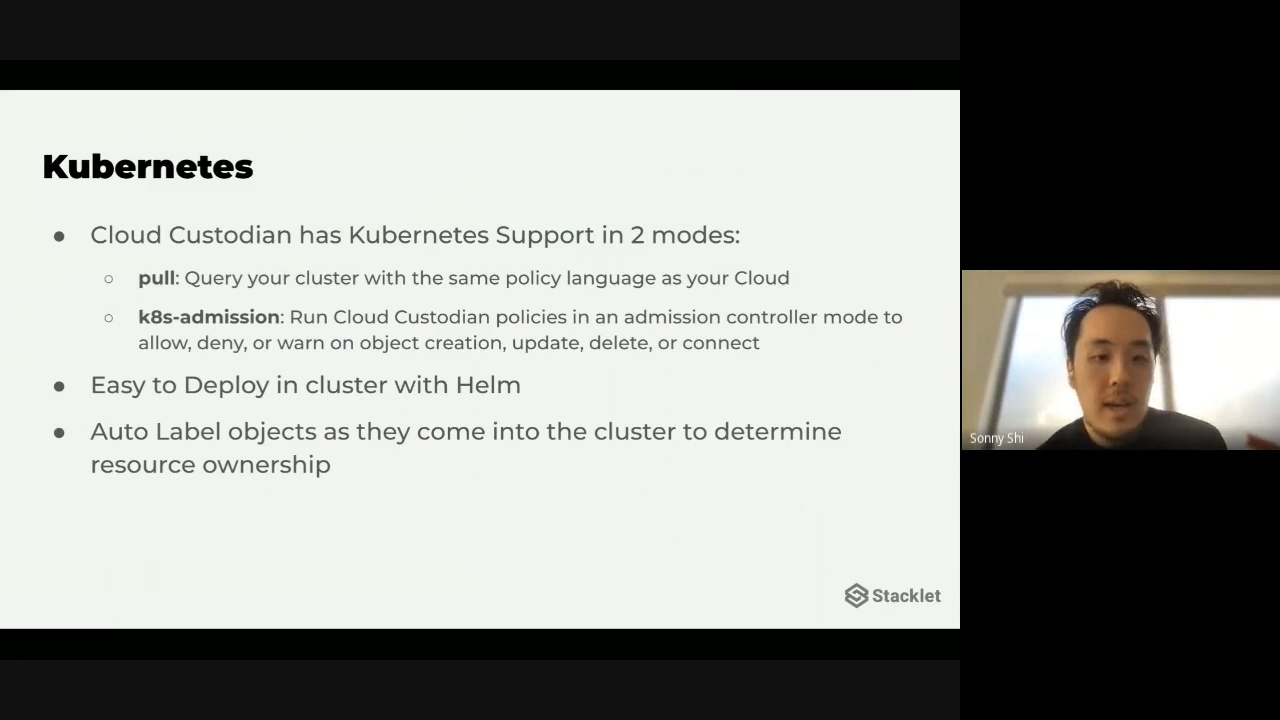 Kubernetes
● Cloud Custodian has Kubernetes Support in 2 modes:
○ pull: Query your cluster with the same policy language as your Cloud
○ k8s-admission: Run Cloud Custodian policies in an admission controller mode to
allow, deny, or warn on object creation, update, delete, or connect
● Easy to Deploy in cluster with Helm
● Auto Label objects as they come into the cluster to determine
resource ownership
Stacklet
Sonny Shi